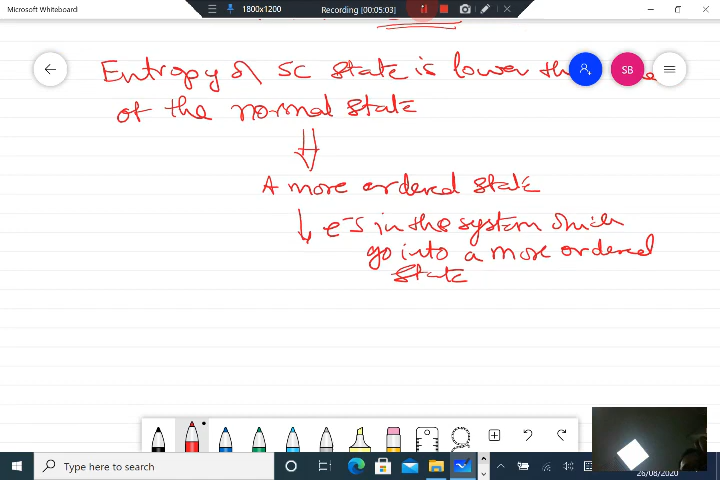 Microsoft Whiteboard
1800x1200
Recording [00:05:03]
Entropy of SC state is lower
of the normal state
A more ordered state
e-s in the system which
go into a more ordered
state
SB
Type here to search
26/08/2020